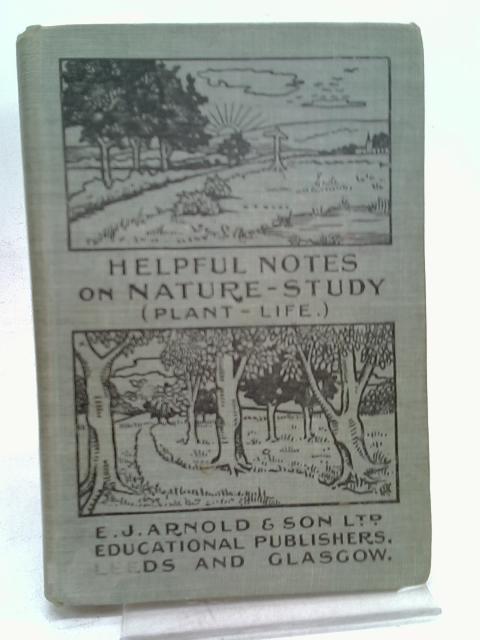 HELPFUL NOTES
ON NATURE-STUDY
(PLANT-LIFE.)
E.J. ARNOLD & SON LTD
EDUCATIONAL PUBLISHERS.
LEEDS AND GLASGOW.